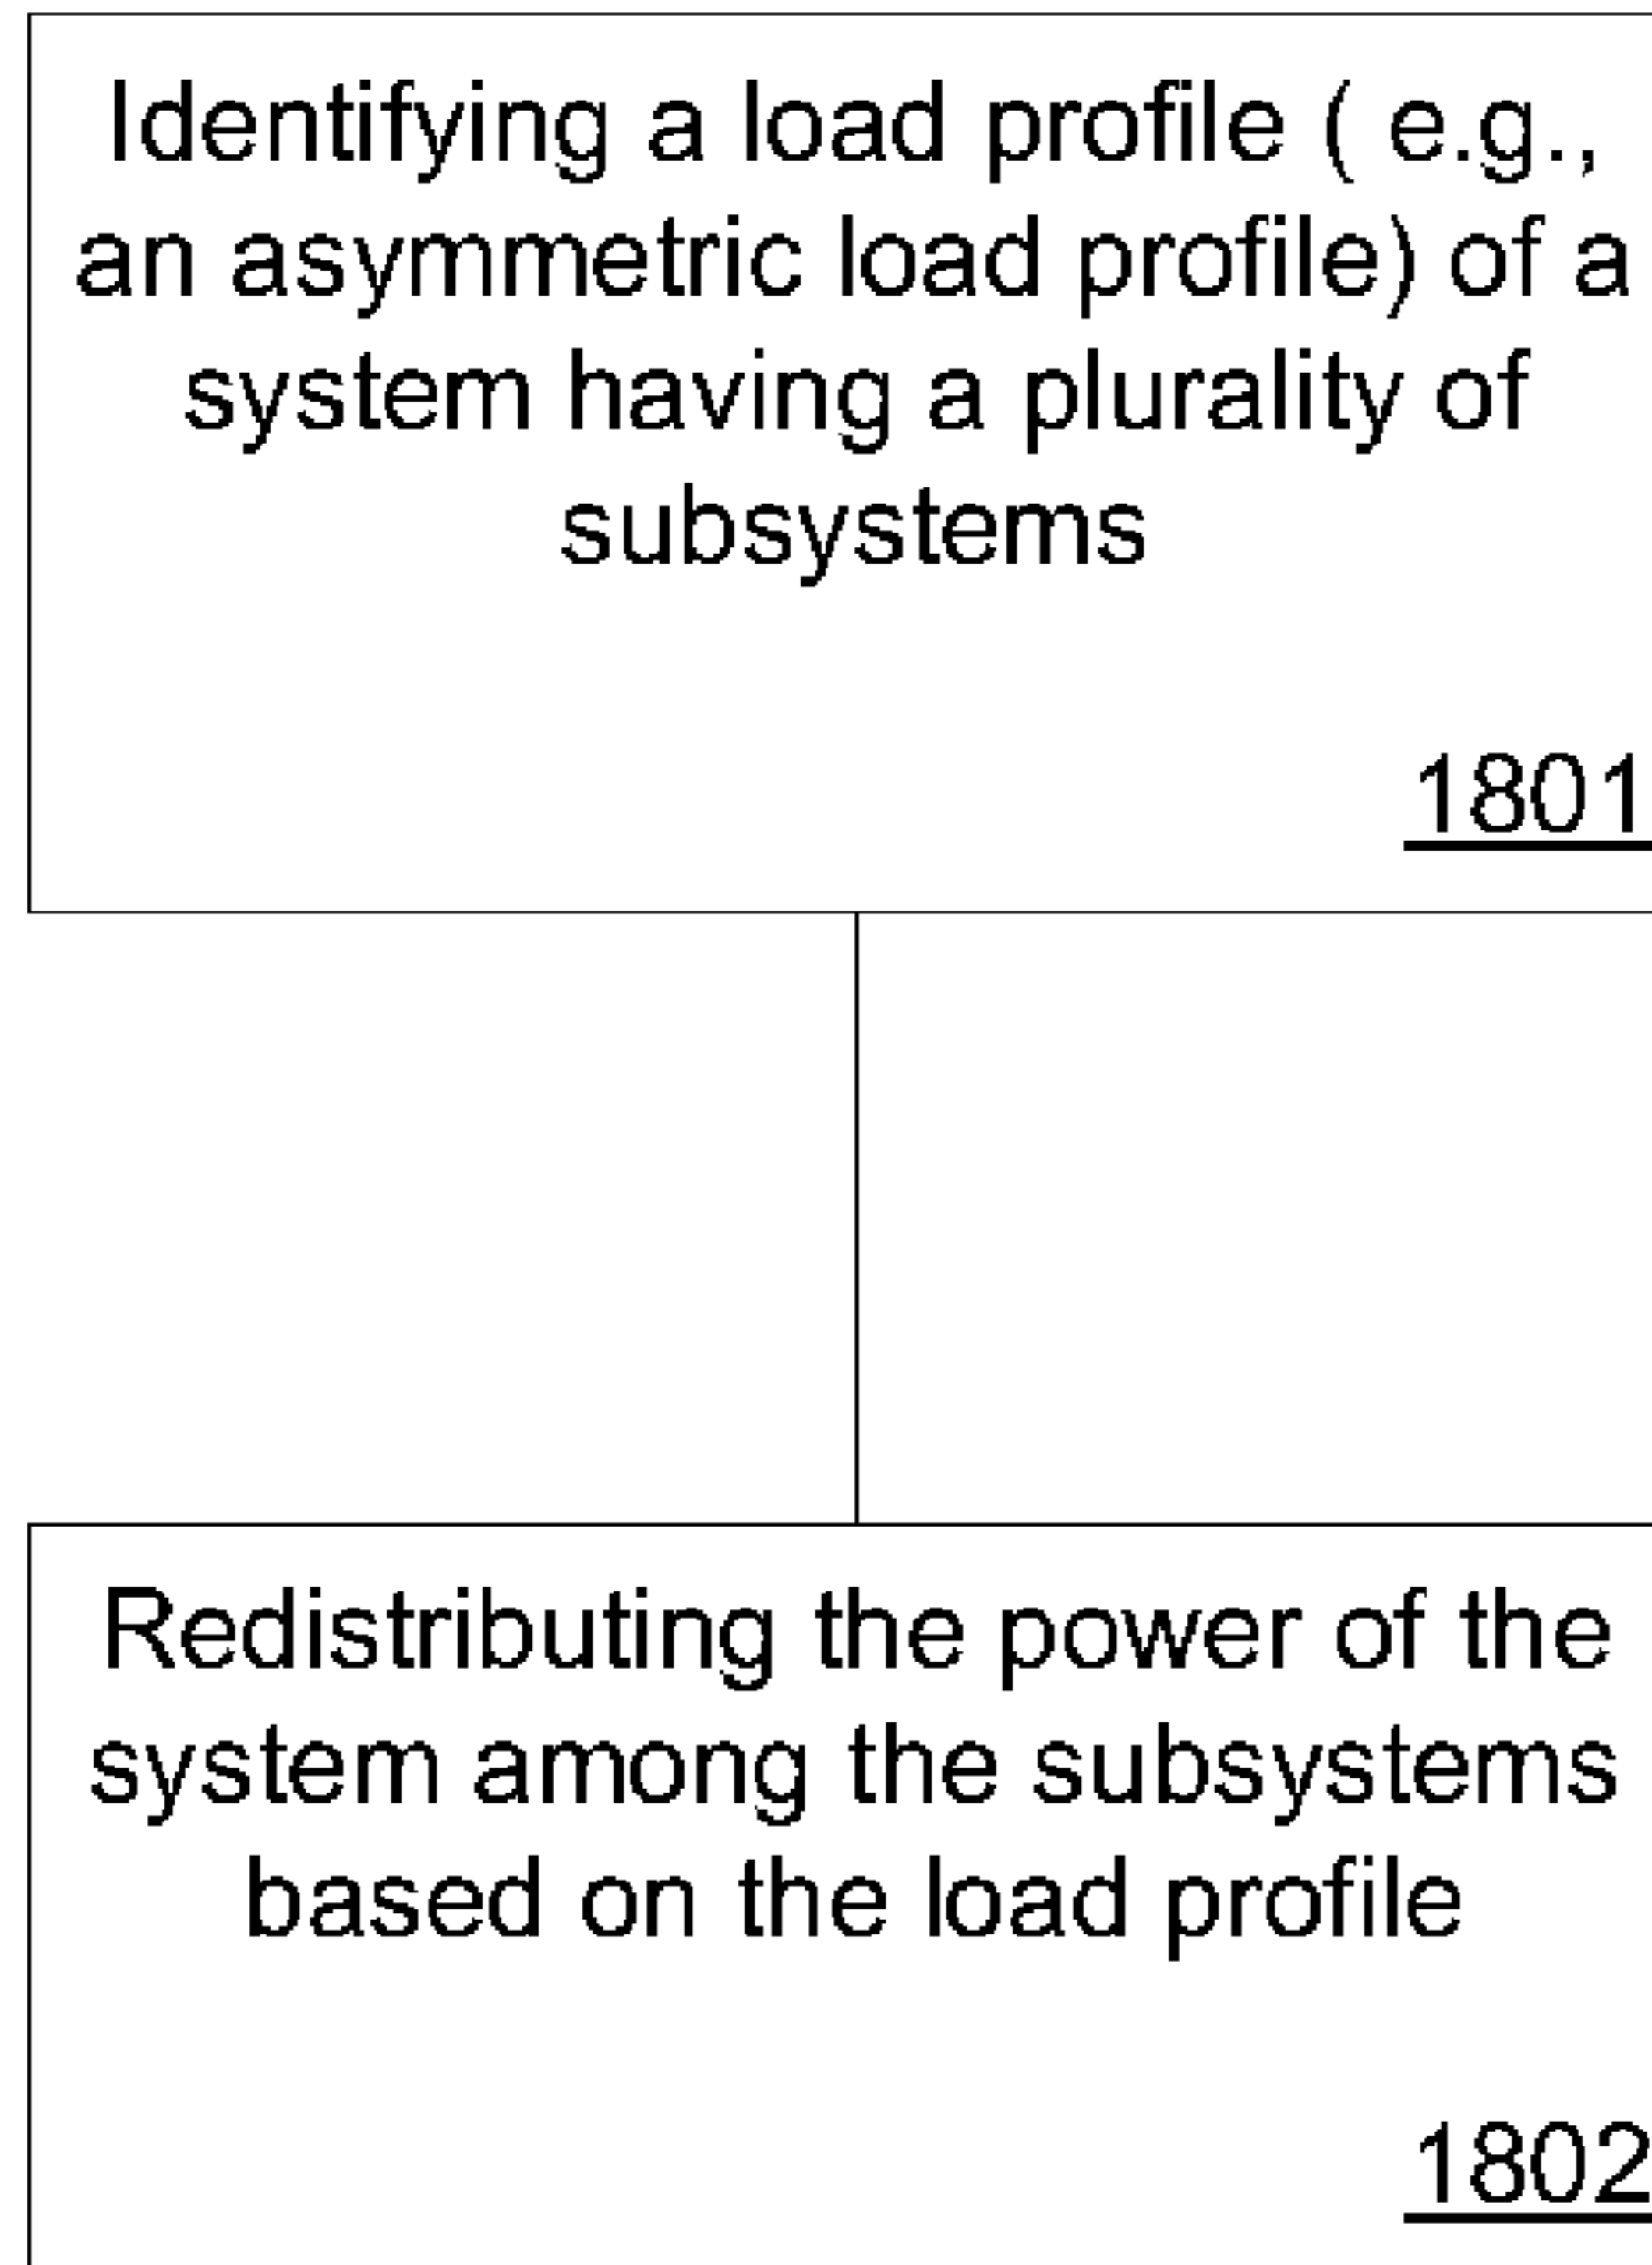 Identifying a load profile ( e.g.,
an asymmetric load profile) of a
system having a plurality of
subsystems
1801
Redistributing the power of the
system among the subsystems
based on the load profile
1802